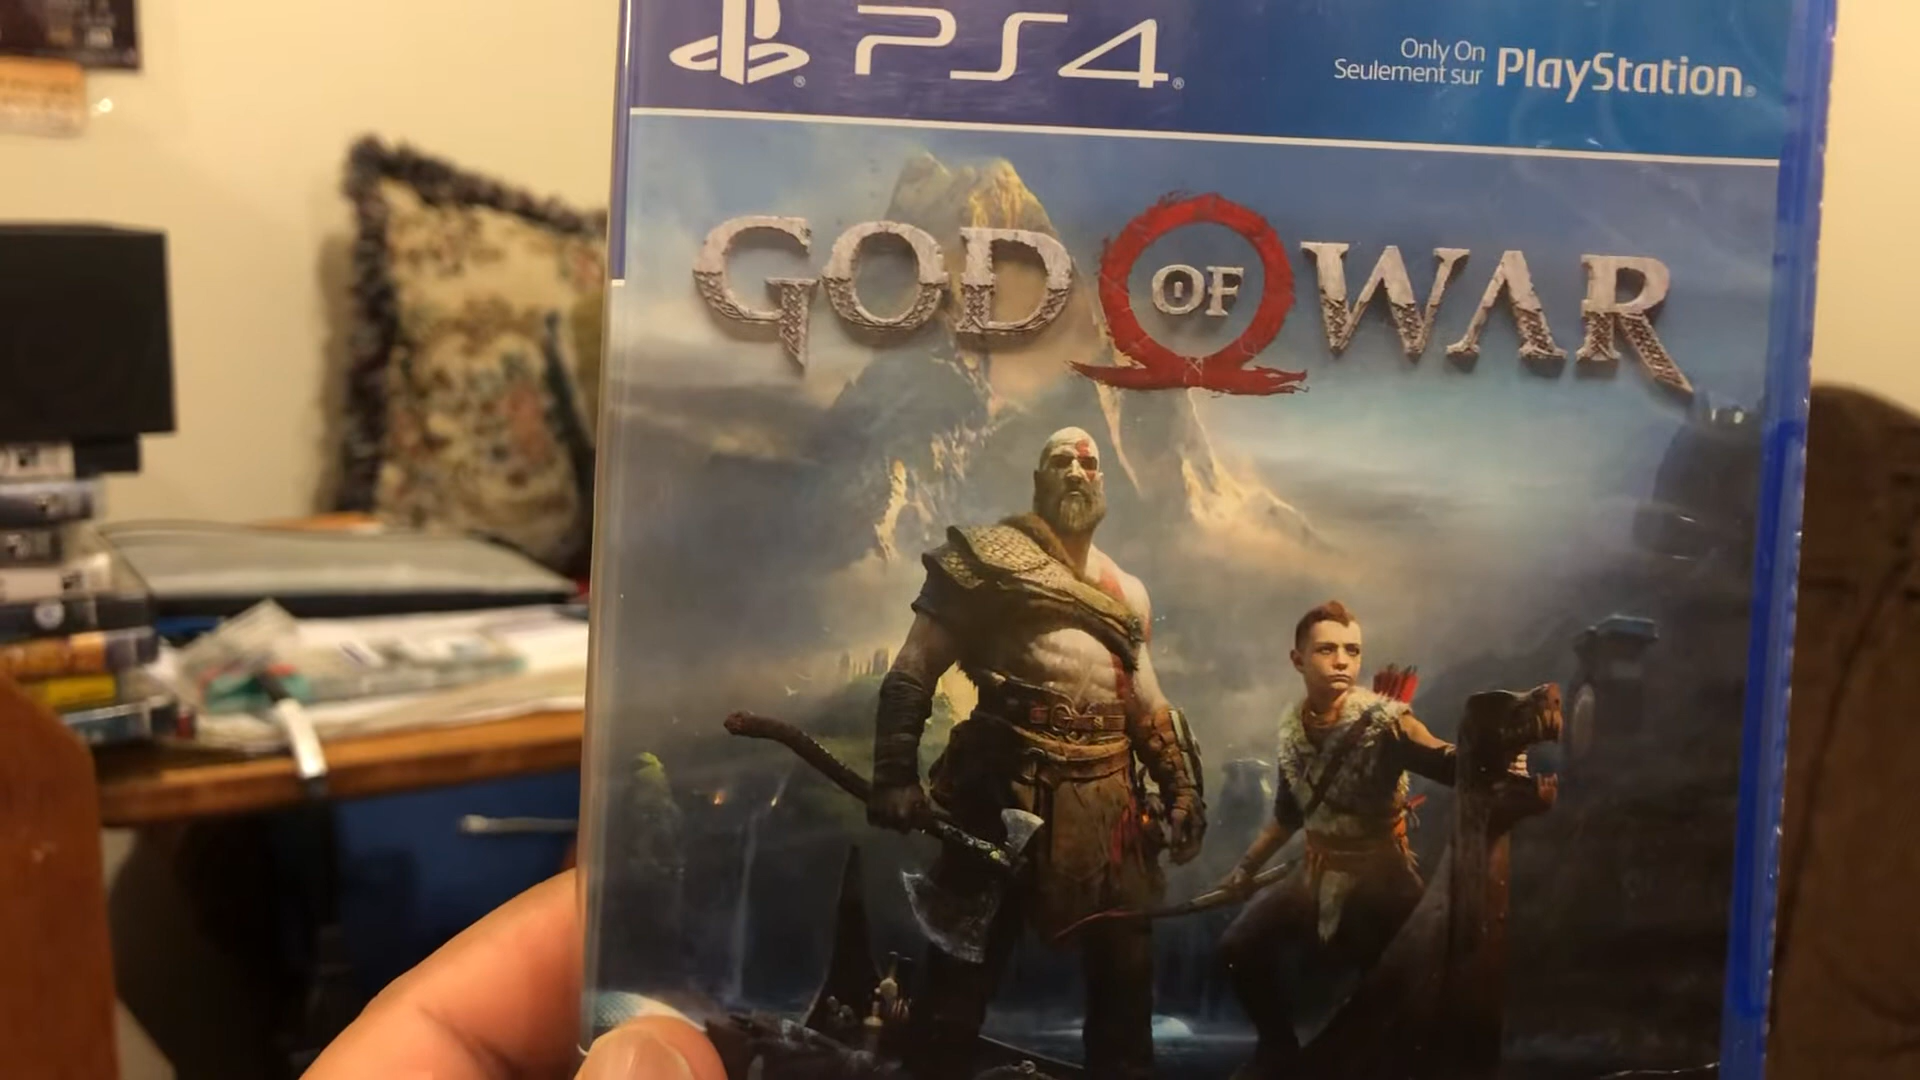 PS4
Only On
Seulement sur
PlayStation
GOD OF WAR